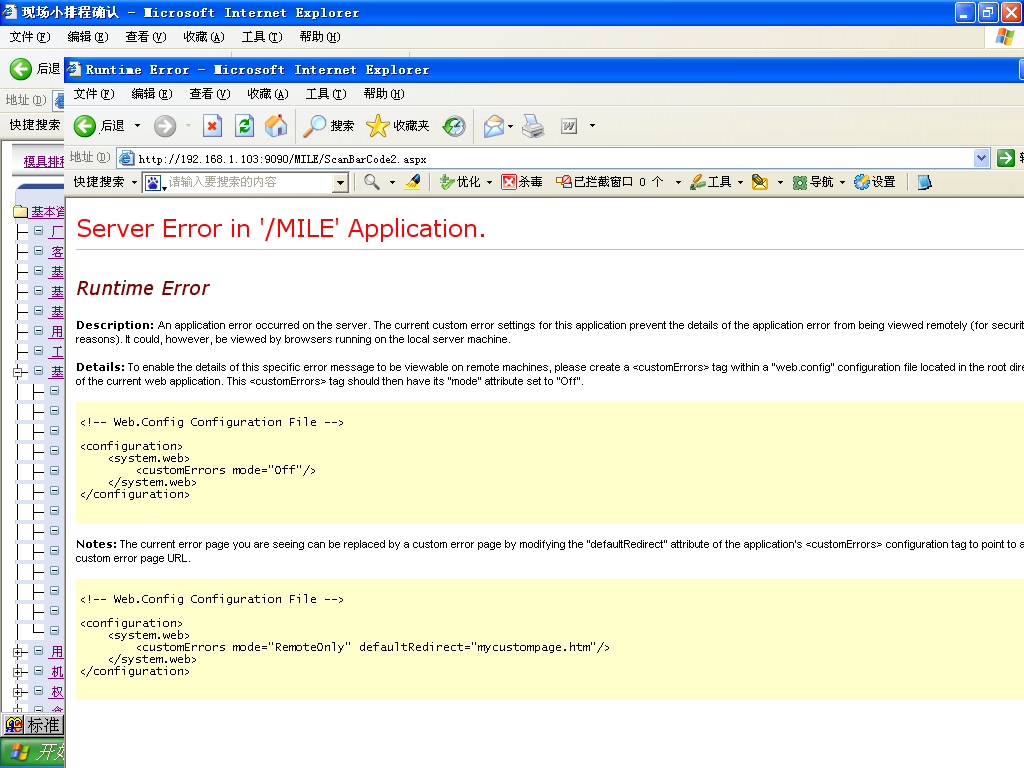 现场小排程确认 - Microsoft Internet Explorer
文件(F) 编辑(E) 查看(V) 收藏(A) 工具(T) 帮助(H)
后退
Runtime Error - Microsoft Internet Explorer
文件(F) 编辑(E) 查看(V) 收藏(A) 工具(T) 帮助(H)
地址(D)
后退 搜索 收藏夹
快捷搜索
地址(D) http://192.168.1.103:9090/MILE/ScanBarCode2.aspx
模具排
快捷搜索 请输入要搜索的内容 优化 杀毒 已拦截窗口 0 个 工具 导航 设置
基本資
厂
客
基
基
基
用
工
基
用
机
权
标准
开始
Server Error in '/MILE' Application.
Runtime Error
Description: An application error occurred on the server. The current custom error settings for this application prevent the details of the application error from being viewed remotely (for securit
reasons). It could, however, be viewed by browsers running on the local server machine.
Details: To enable the details of this specific error message to be viewable on remote machines, please create a <customErrors> tag within a "web.config" configuration file located in the root dire
of the current web application. This <customErrors> tag should then have its "mode" attribute set to "Off".
<!-- Web.Config Configuration File -->
<configuration>
<system.web>
<customErrors mode="Off"/>
</system.web>
</configuration>
Notes: The current error page you are seeing can be replaced by a custom error page by modifying the "defaultRedirect" attribute of the application's <customErrors> configuration tag to point to a
custom error page URL.
<!-- Web.Config Configuration File -->
<configuration>
<system.web>
<customErrors mode="RemoteOnly" defaultRedirect="mycustompage.htm"/>
</system.web>
</configuration>